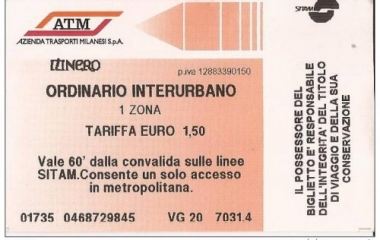 ATM
AZIENDA TRASPORTI MILANESI S.p.A.
ITINERO
p.iva 12883390150
ORDINARIO INTERURBANO
1 ZONA
TARIFFA EURO 1,50
Vale 60' dalla convalida sulle linee
SITAM.Consente un solo accesso
in metropolitana.
01735 0468729845 VG 20 7031.4
SITAM
IL POSSESSORE DEL
BIGLIETTO E' RESPONSABILE
DELL'INTEGRITA' DEL TITOLO
DI VIAGGIO E DELLA SUA
CONSERVAZIONE